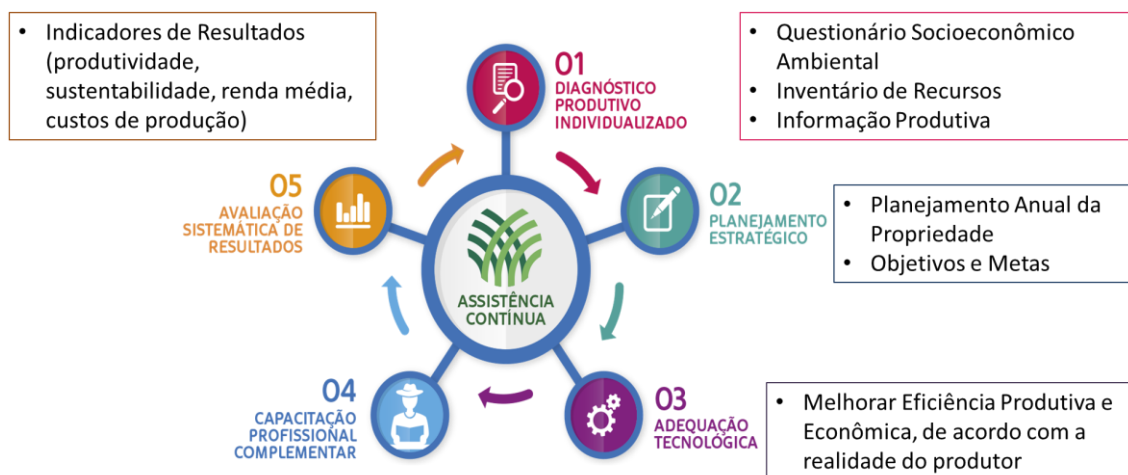 • Indicadores de Resultados
(produtividade,
sustentabilidade, renda média,
custos de produção)
01
DIAGNÓSTICO
PRODUTIVO
INDIVIDUALIZADO
• Questionário Socioeconômico
Ambiental
• Inventário de Recursos
• Informação Produtiva
05
AVALIAÇÃO
SISTEMÁTICA DE
RESULTADOS
02
PLANEJAMENTO
ESTRATÉGICO
• Planejamento Anual da
Propriedade
• Objetivos e Metas
ASSISTÊNCIA
CONTÍNUA
04
CAPACITAÇÃO
PROFISSIONAL
COMPLEMENTAR
03
ADEQUAÇÃO
TECNOLÓGICA
• Melhorar Eficiência Produtiva e
Econômica, de acordo com a
realidade do produtor